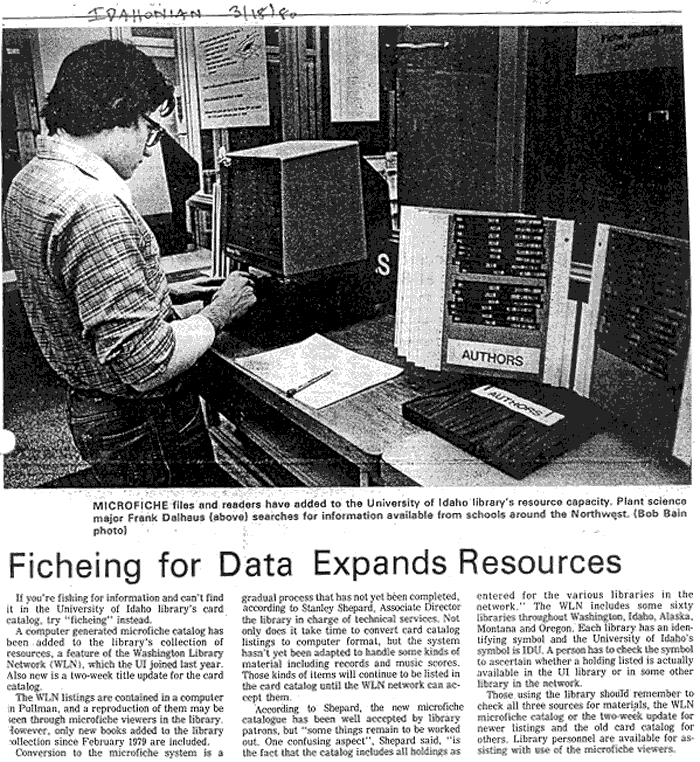 IDAHONIAN 3/18/80
S
AUTHORS
AUTHORS
MICROFICHE files and readers have added to the University of Idaho library's resource capacity. Plant science
major Frank Dalhaus (above) searches for information available from schools around the Northwest. (Bob Bain
photo)
Ficheing for Data Expands Resources
If you're fishing for information and can't find
it in the University of Idaho library's card
catalog, try "ficheing" instead.
A computer generated microfiche catalog has
been added to the library's collection of
resources, a feature of the Washington Library
Network (WLN), which the UI joined last year.
Also new is a two-week title update for the card
catalog.
The WLN listings are contained in a computer
in Pullman, and a reproduction of them may be
seen through microfiche viewers in the library.
However, only new books added to the library
collection since February 1979 are included.
Conversion to the microfiche system is a
gradual process that has not yet been completed,
according to Stanley Shepard, Associate Director
the library in charge of technical services. Not
only does it take time to convert card catalog
listings to computer format, but the system
hasn't yet been adapted to handle some kinds of
material including records and music scores.
Those kinds of items will continue to be listed in
the card catalog until the WLN network can ac-
cept them.
According to Shepard, the new microfiche
catalogue has been well accepted by library
patrons, but "some things remain to be worked
out. One confusing aspect", Shepard said, "is
the fact that the catalog includes all holdings as
entered for the various libraries in the
network." The WLN includes some sixty
libraries throughout Washington, Idaho, Alaska,
Montana and Oregon. Each library has an iden-
tifying symbol and the University of Idaho's
symbol is IDU. A person has to check the symbol
to ascertain whether a holding listed is actually
available in the UI library or in some other
library in the network.
Those using the library should remember to
check all three sources for materials, the WLN
microfiche catalog or the two-week update for
newer listings and the old card catalog for
others. Library personnel are available for as-
sisting with use of the microfiche viewers.